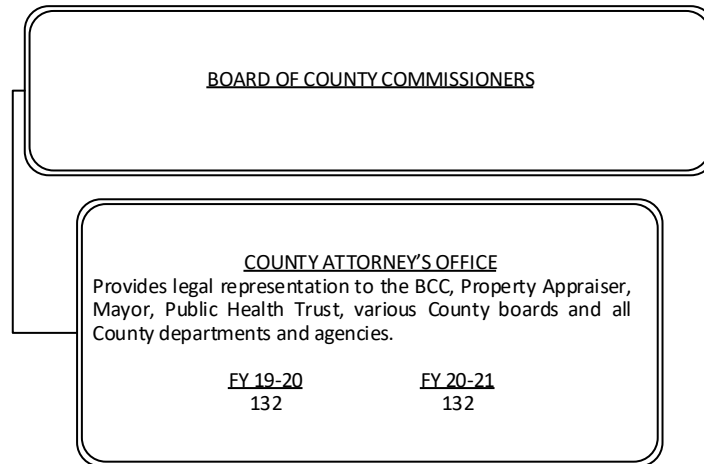 BOARD OF COUNTY COMMISSIONERS
COUNTY ATTORNEY’S OFFICE
Provides legal representation to the BCC, Property Appraiser,
Mayor, Public Health Trust, various County boards and all
County departments and agencies.
FY 19-20 FY 20-21
132 132